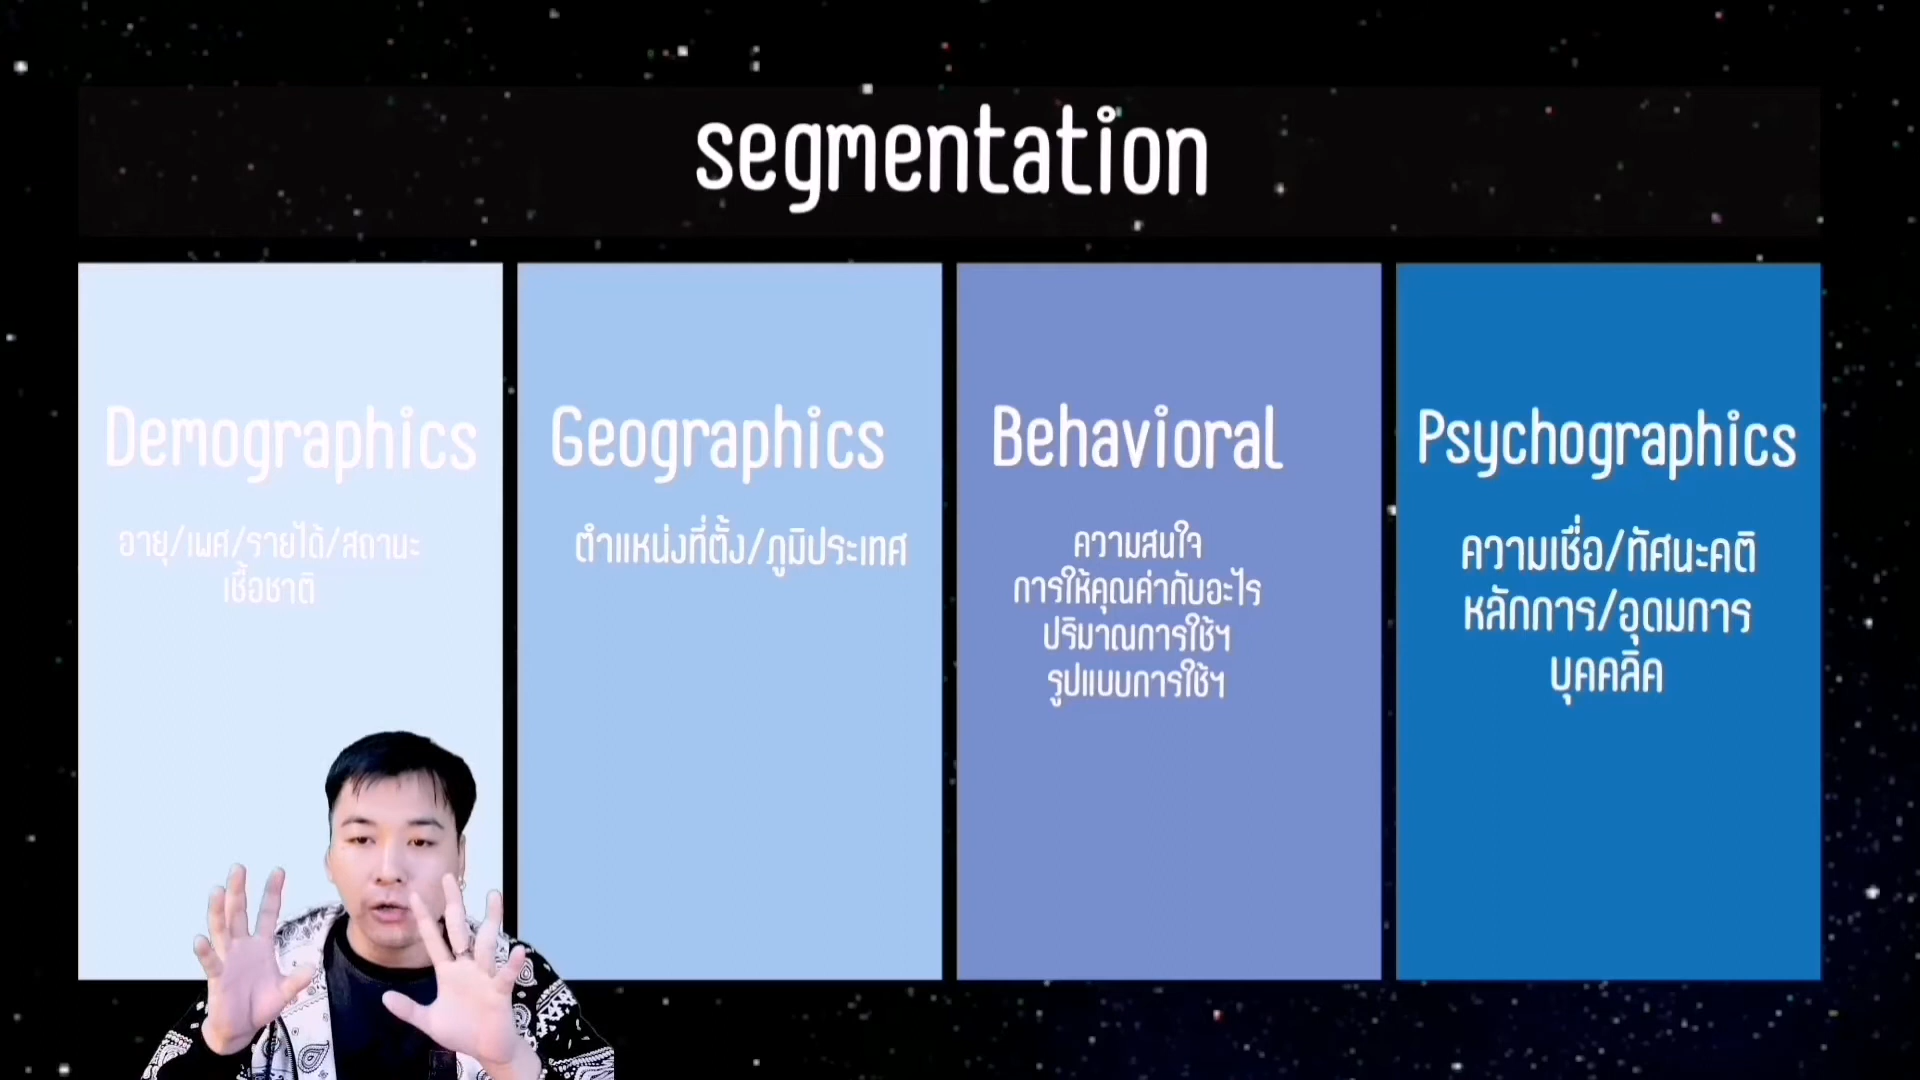 segmentation
Demographics
อายุ/เพศ/รายได้/สถานะ
เชื้อชาติ
Geographics
ตำแหน่งที่ตั้ง/ภูมิประเทศ
Behavioral
ความสนใจ
การให้คุณค่ากับอะไร
ปริมาณการใช้ฯ
รูปแบบการใช้ฯ
Psychographics
ความเชื่อ/ทัศนะคติ
หลักการ/อุดมการ
บุคคลิค